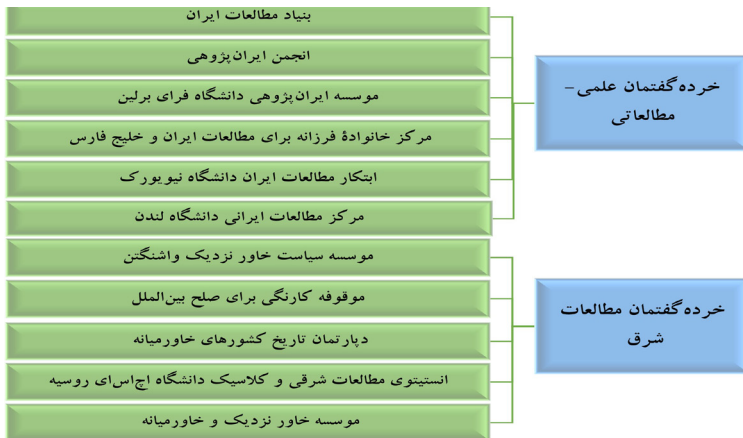 خرده گفتمان علمی –
مطالعاتی
بنیاد مطالعات ایران
انجمن ایران‌پژوهی
موسسه ایران‌پژوهی دانشگاه فرای برلین
مرکز خانوادهٔ فرزانه برای مطالعات ایران و خلیج فارس
ابتکار مطالعات ایران دانشگاه نیویورک
مرکز مطالعات ایرانی دانشگاه لندن
خرده گفتمان مطالعات
شرق
موسسه سیاست خاور نزدیک واشنگتن
موقوفه کارنگی برای صلح بین‌الملل
دپارتمان تاریخ کشورهای خاورمیانه
انستیتوی مطالعات شرقی و کلاسیک دانشگاه اچ‌اس‌ای روسیه
موسسه خاور نزدیک و خاورمیانه